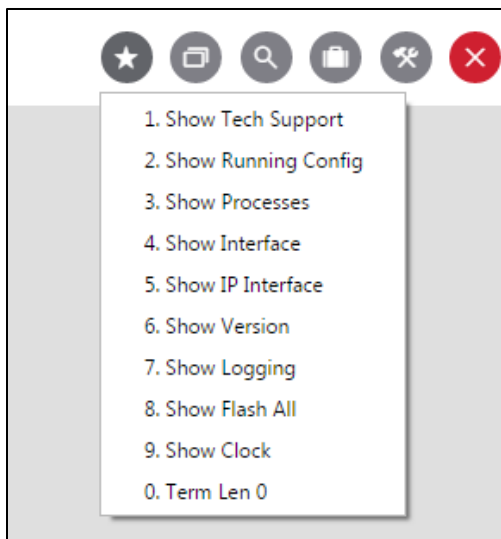 1. Show Tech Support
2. Show Running Config
3. Show Processes
4. Show Interface
5. Show IP Interface
6. Show Version
7. Show Logging
8. Show Flash All
9. Show Clock
0. Term Len 0